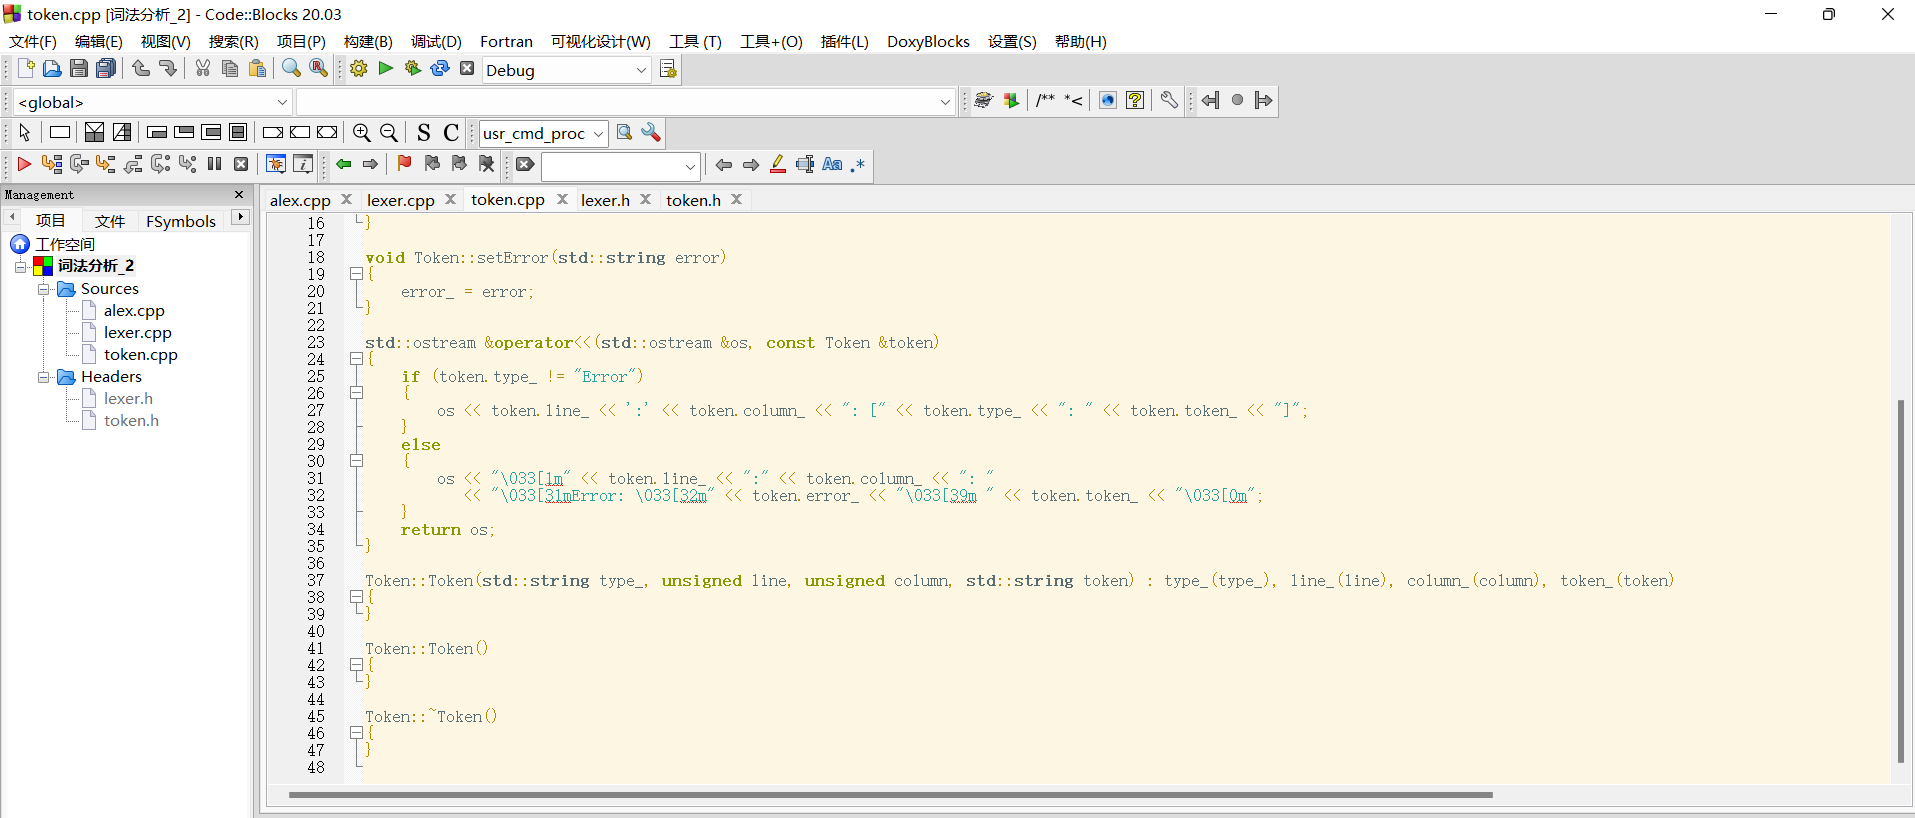 token.cpp [词法分析_2] - Code::Blocks 20.03
文件(F) 编辑(E) 视图(V) 搜索(R) 项目(P) 构建(B) 调试(D) Fortran 可视化设计(W) 工具 (T) 工具+(O) 插件(L) DoxyBlocks 设置(S) 帮助(H)
Debug
<global>
/** *<
S C usr_cmd_proc
Aa .*
Management
项目 文件 FSymbols
工作空间
词法分析_2
Sources
alex.cpp
lexer.cpp
token.cpp
Headers
lexer.h
token.h
alex.cpp lexer.cpp token.cpp lexer.h token.h
16 }
17
18 void Token::setError(std::string error)
19 {
20     error_ = error;
21 }
22
23 std::ostream &operator<<(std::ostream &os, const Token &token)
24 {
25     if (token.type_ != "Error")
26     {
27         os << token.line_ << ':' << token.column_ << ": [" << token.type_ << ": " << token.token_ << "]";
28     }
29     else
30     {
31         os << "\033[1m" << token.line_ << ":" << token.column_ << ": "
32            << "\033[31mError: \033[32m" << token.error_ << "\033[39m " << token.token_ << "\033[0m";
33     }
34     return os;
35 }
36
37 Token::Token(std::string type_, unsigned line, unsigned column, std::string token) : type_(type_), line_(line), column_(column), token_(token)
38 {
39 }
40
41 Token::Token()
42 {
43 }
44
45 Token::~Token()
46 {
47 }
48